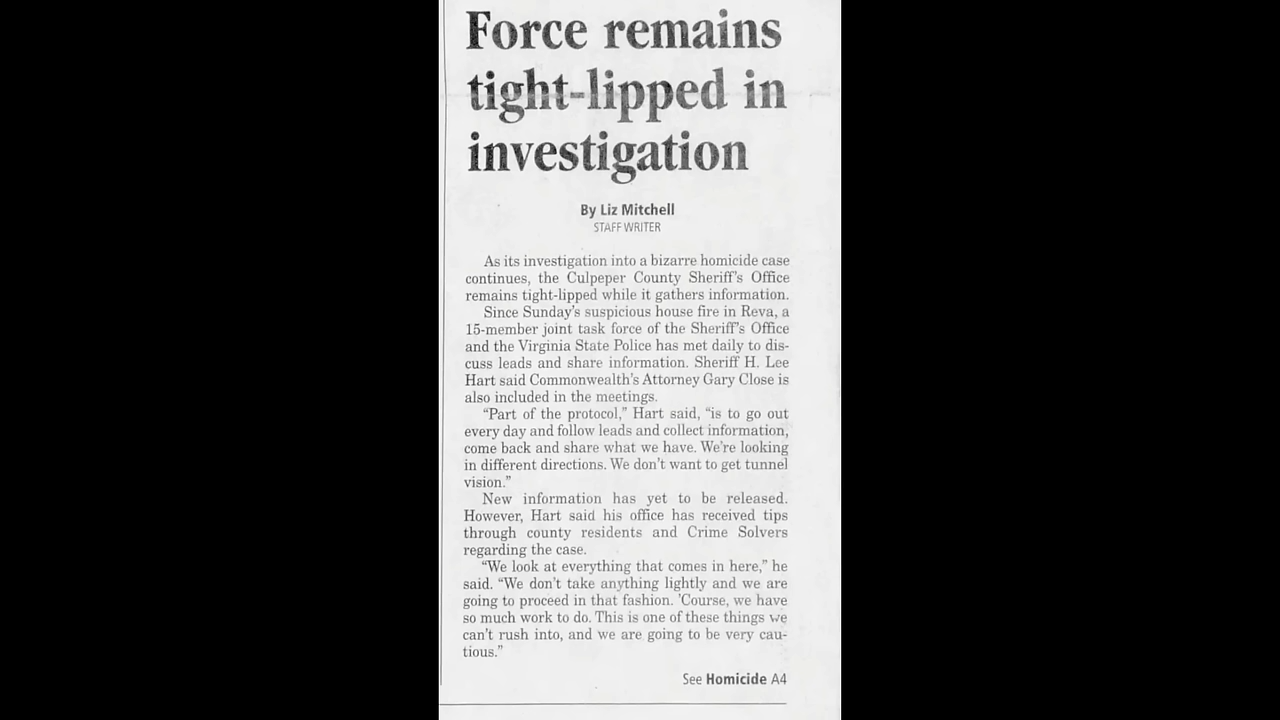 Force remains
tight-lipped in
investigation
By Liz Mitchell
STAFF WRITER
As its investigation into a bizarre homicide case
continues, the Culpeper County Sheriff's Office
remains tight-lipped while it gathers information.
Since Sunday's suspicious house fire in Reva, a
15-member joint task force of the Sheriff's Office
and the Virginia State Police has met daily to dis-
cuss leads and share information. Sheriff H. Lee
Hart said Commonwealth's Attorney Gary Close is
also included in the meetings.
“Part of the protocol,” Hart said, “is to go out
every day and follow leads and collect information,
come back and share what we have. We're looking
in different directions. We don't want to get tunnel
vision.”
New information has yet to be released.
However, Hart said his office has received tips
through county residents and Crime Solvers
regarding the case.
“We look at everything that comes in here,” he
said. “We don't take anything lightly and we are
going to proceed in that fashion. 'Course, we have
so much work to do. This is one of these things we
can't rush into, and we are going to be very cau-
tious.”
See Homicide A4